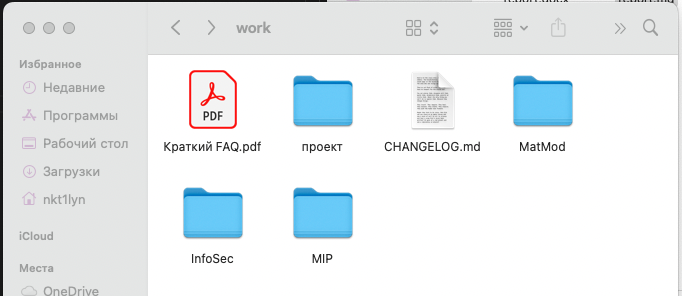 work
Избранное
Недавние
Программы
Рабочий стол
Загрузки
nkt1lyn
iCloud
Места
OneDrive
PDF
Краткий FAQ.pdf
проект
CHANGELOG.md
MatMod
InfoSec
MIP